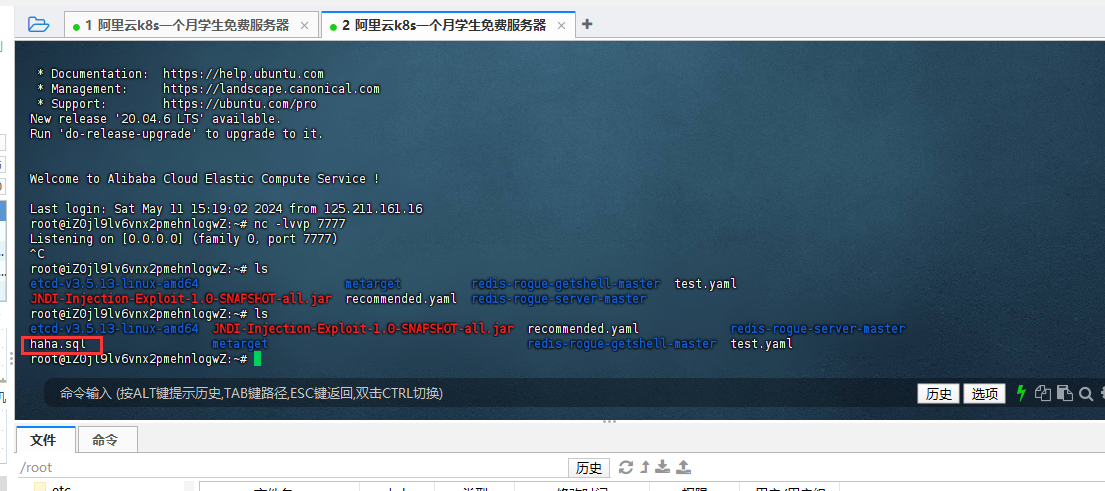 1 阿里云k8s一个月学生免费服务器 × 2 阿里云k8s一个月学生免费服务器 × +
* Documentation: https://help.ubuntu.com
* Management: https://landscape.canonical.com
* Support: https://ubuntu.com/pro
New release '20.04.6 LTS' available.
Run 'do-release-upgrade' to upgrade to it.
Welcome to Alibaba Cloud Elastic Compute Service !
Last login: Sat May 11 15:19:02 2024 from 125.211.161.16
root@iZ0jl9lv6vnx2pmehnlogwZ:~# nc -lvvp 7777
Listening on [0.0.0.0] (family 0, port 7777)
^C
root@iZ0jl9lv6vnx2pmehnlogwZ:~# ls
etcd-v3.5.13-linux-amd64 metarget redis-rogue-getshell-master test.yaml
JNDI-Injection-Exploit-1.0-SNAPSHOT-all.jar recommended.yaml redis-rogue-server-master
root@iZ0jl9lv6vnx2pmehnlogwZ:~# ls
etcd-v3.5.13-linux-amd64 JNDI-Injection-Exploit-1.0-SNAPSHOT-all.jar recommended.yaml redis-rogue-server-master
haha.sql metarget redis-rogue-getshell-master test.yaml
root@iZ0jl9lv6vnx2pmehnlogwZ:~#
命令输入 (按ALT键提示历史,TAB键路径,ESC键返回,双击CTRL切换) 历史 选项
文件 命令
/root 历史